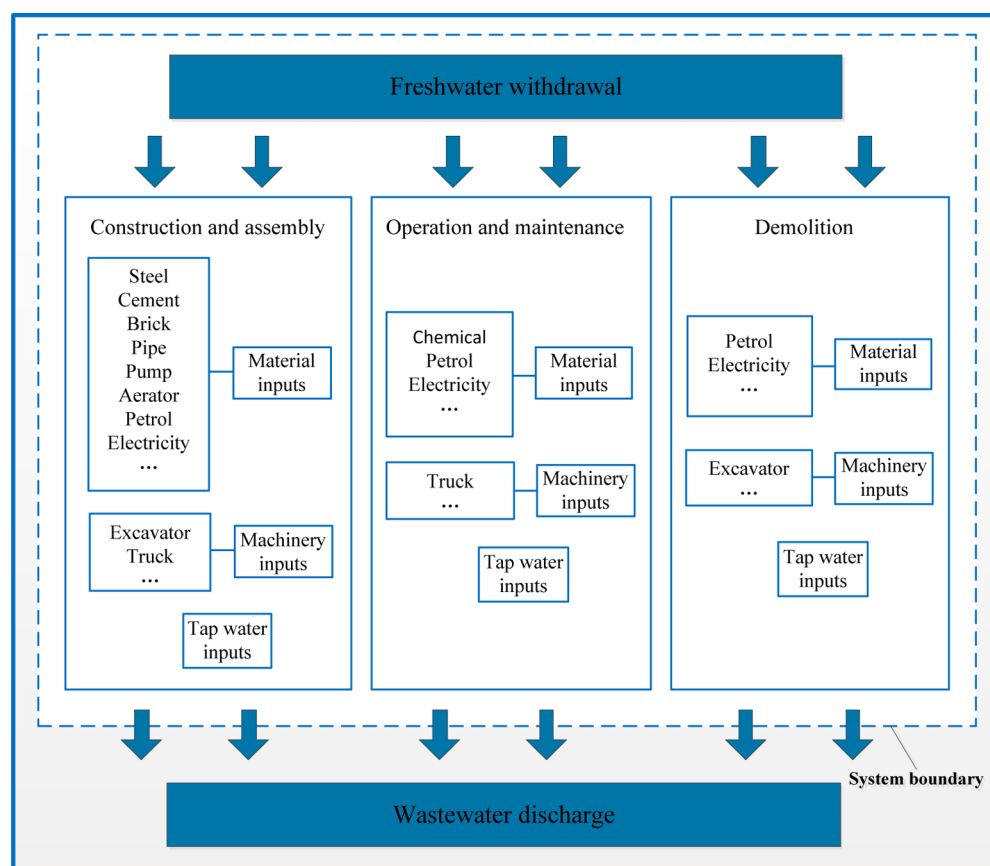 Freshwater withdrawal
Construction and assembly
Steel
Cement
Brick
Pipe
Pump
Aerator
Petrol
Electricity
...
Material
inputs
Excavator
Truck
...
Machinery
inputs
Tap water
inputs
Operation and maintenance
Chemical
Petrol
Electricity
...
Material
inputs
Truck
...
Machinery
inputs
Tap water
inputs
Demolition
Petrol
Electricity
...
Material
inputs
Excavator
...
Machinery
inputs
Tap water
inputs
System boundary
Wastewater discharge